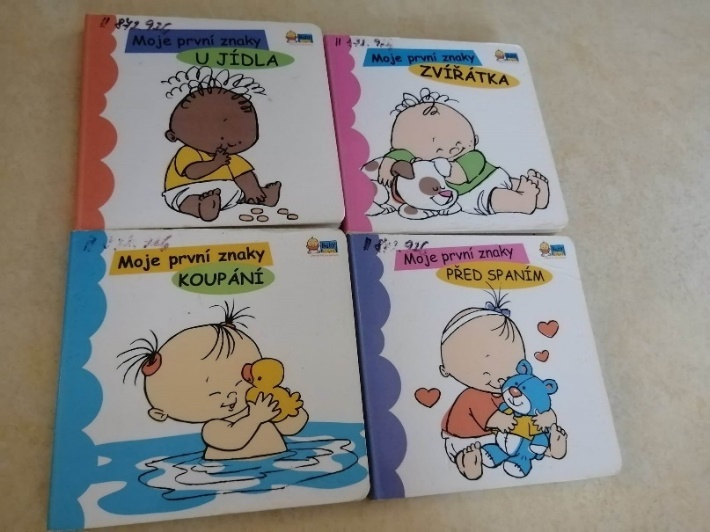 Moje první znaky
U JÍDLA
Moje první znaky
ZVÍŘÁTKA
Moje první znaky
KOUPÁNÍ
Moje první znaky
PŘED SPANÍM